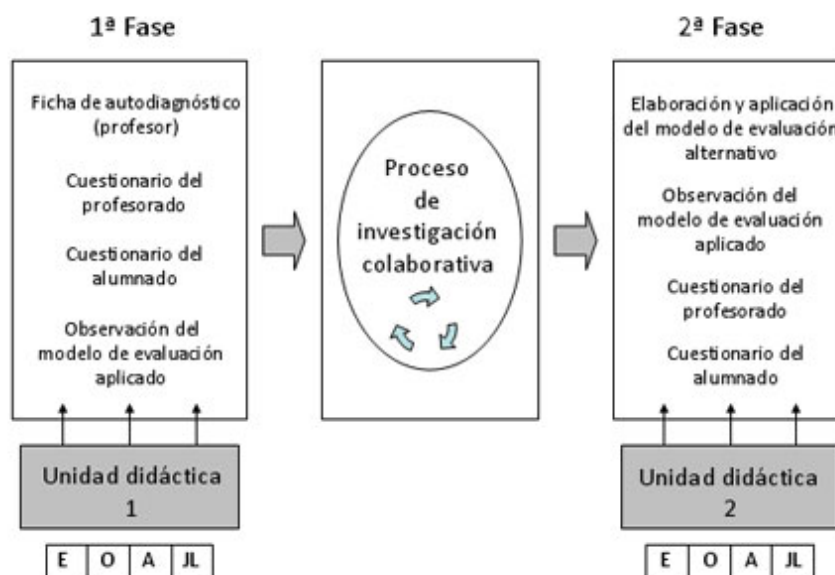 1ª Fase
Ficha de autodiagnóstico
(profesor)
Cuestionario del
profesorado
Cuestionario del
alumnado
Observación del
modelo de evaluación
aplicado
Unidad didáctica
1
E O A JL
Proceso
de
investigación
colaborativa
2ª Fase
Elaboración y aplicación
del modelo de evaluación
alternativo
Observación del
modelo de evaluación
aplicado
Cuestionario del
profesorado
Cuestionario del
alumnado
Unidad didáctica
2
E O A JL